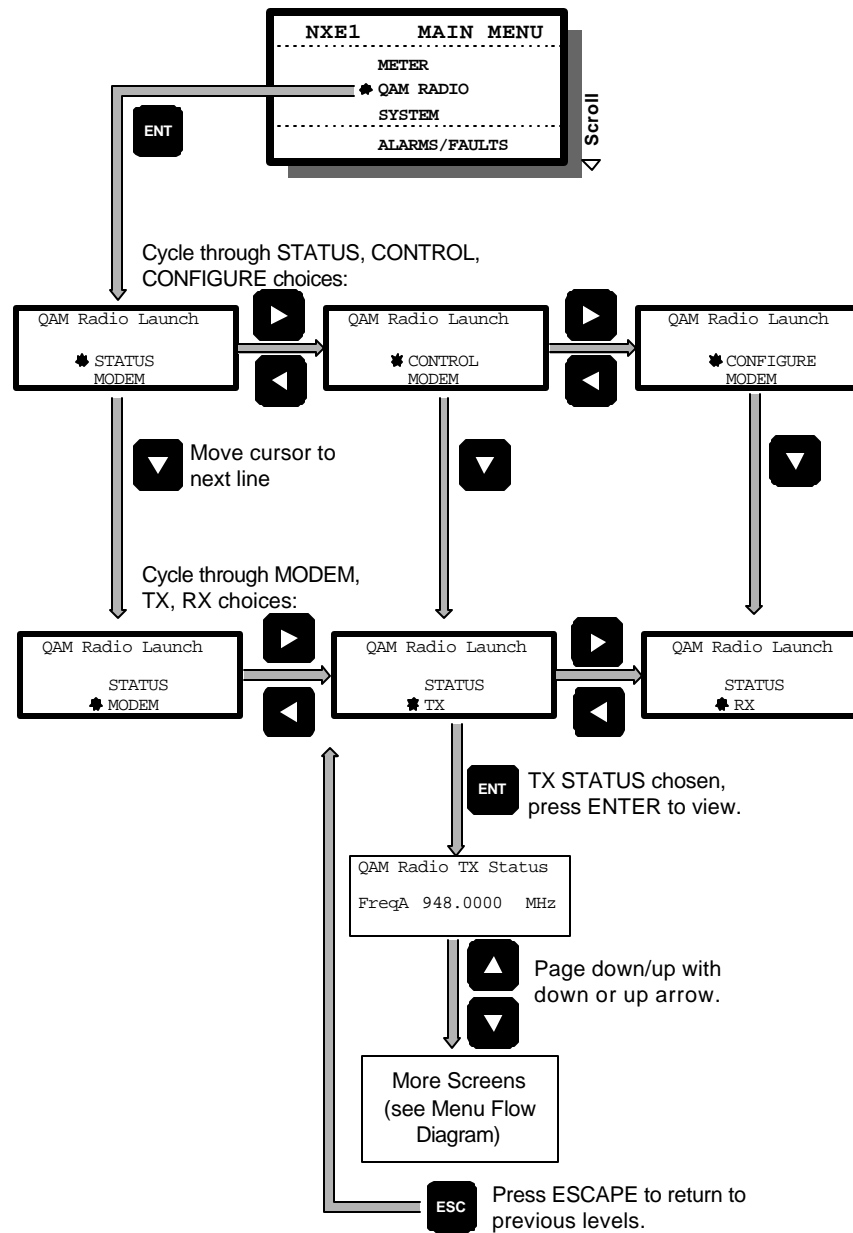 NXE1 MAIN MENU
METER
QAM RADIO
SYSTEM
ALARMS/FAULTS
Scroll
ENT
Cycle through STATUS, CONTROL,
CONFIGURE choices:
QAM Radio Launch
STATUS
MODEM
QAM Radio Launch
CONTROL
MODEM
QAM Radio Launch
CONFIGURE
MODEM
Move cursor to
next line
Cycle through MODEM,
TX, RX choices:
QAM Radio Launch
STATUS
MODEM
QAM Radio Launch
STATUS
TX
QAM Radio Launch
STATUS
RX
ENT
TX STATUS chosen,
press ENTER to view.
QAM Radio TX Status
FreqA 948.0000 MHz
Page down/up with
down or up arrow.
More Screens
(see Menu Flow
Diagram)
ESC
Press ESCAPE to return to
previous levels.